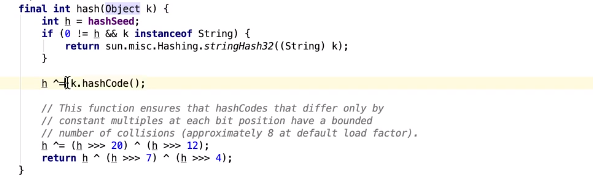 final int hash(Object k) {
    int h = hashSeed;
    if (0 != h && k instanceof String) {
        return sun.misc.Hashing.stringHash32((String) k);
    }
    h ^= k.hashCode();
    // This function ensures that hashCodes that differ only by
    // constant multiples at each bit position have a bounded
    // number of collisions (approximately 8 at default load factor).
    h ^= (h >>> 20) ^ (h >>> 12);
    return h ^ (h >>> 7) ^ (h >>> 4);
}